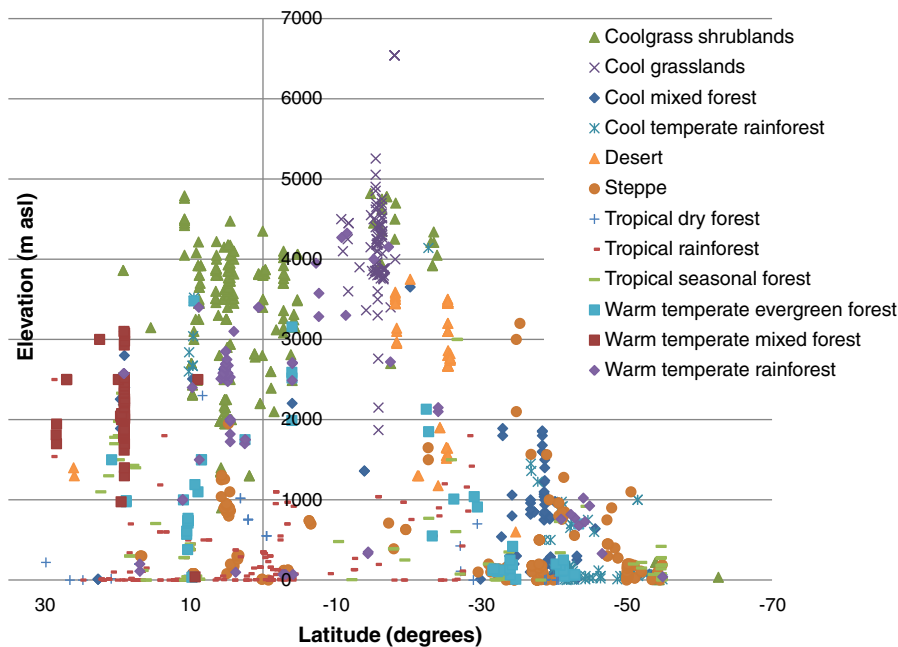 7000
6000
5000
4000
3000
2000
1000
0
Elevation (m asl)
30
10
-10
-30
-50
-70
Latitude (degrees)
Coolgrass shrublands
Cool grasslands
Cool mixed forest
Cool temperate rainforest
Desert
Steppe
Tropical dry forest
Tropical rainforest
Tropical seasonal forest
Warm temperate evergreen forest
Warm temperate mixed forest
Warm temperate rainforest